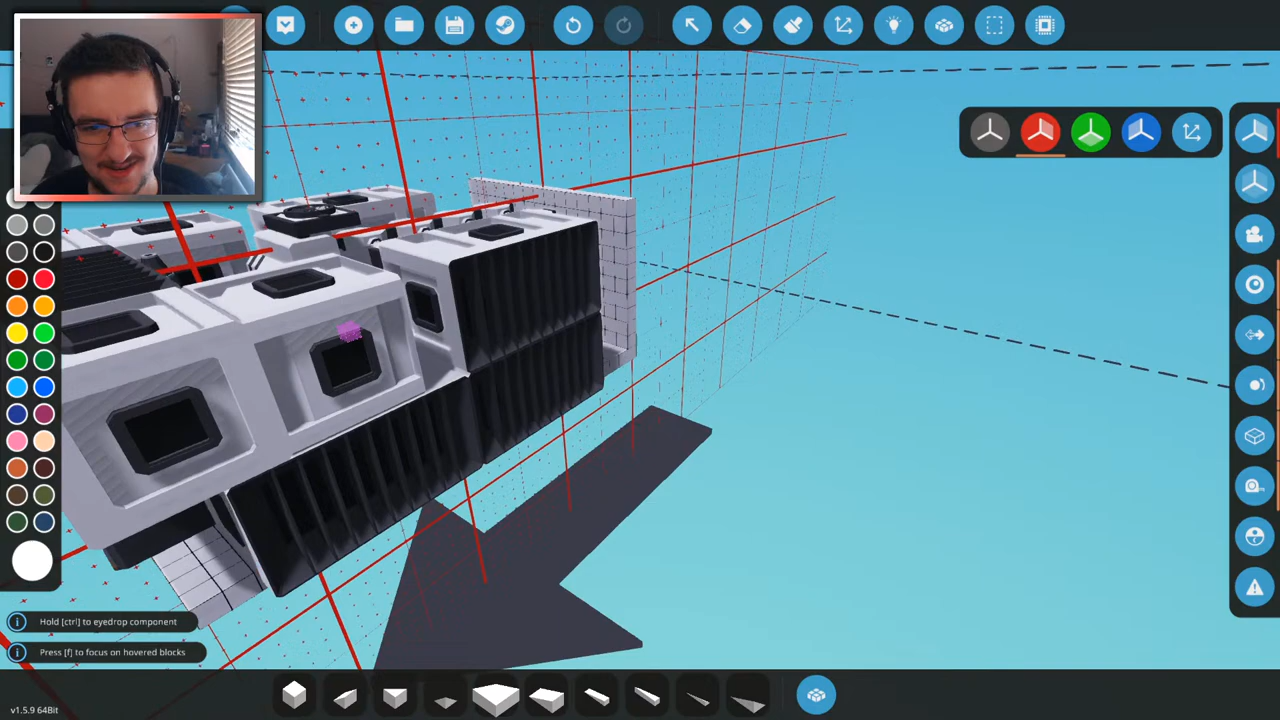 Hold [ctrl] to eyedrop component
Press [f] to focus on hovered blocks
v1.5.9 64Bit